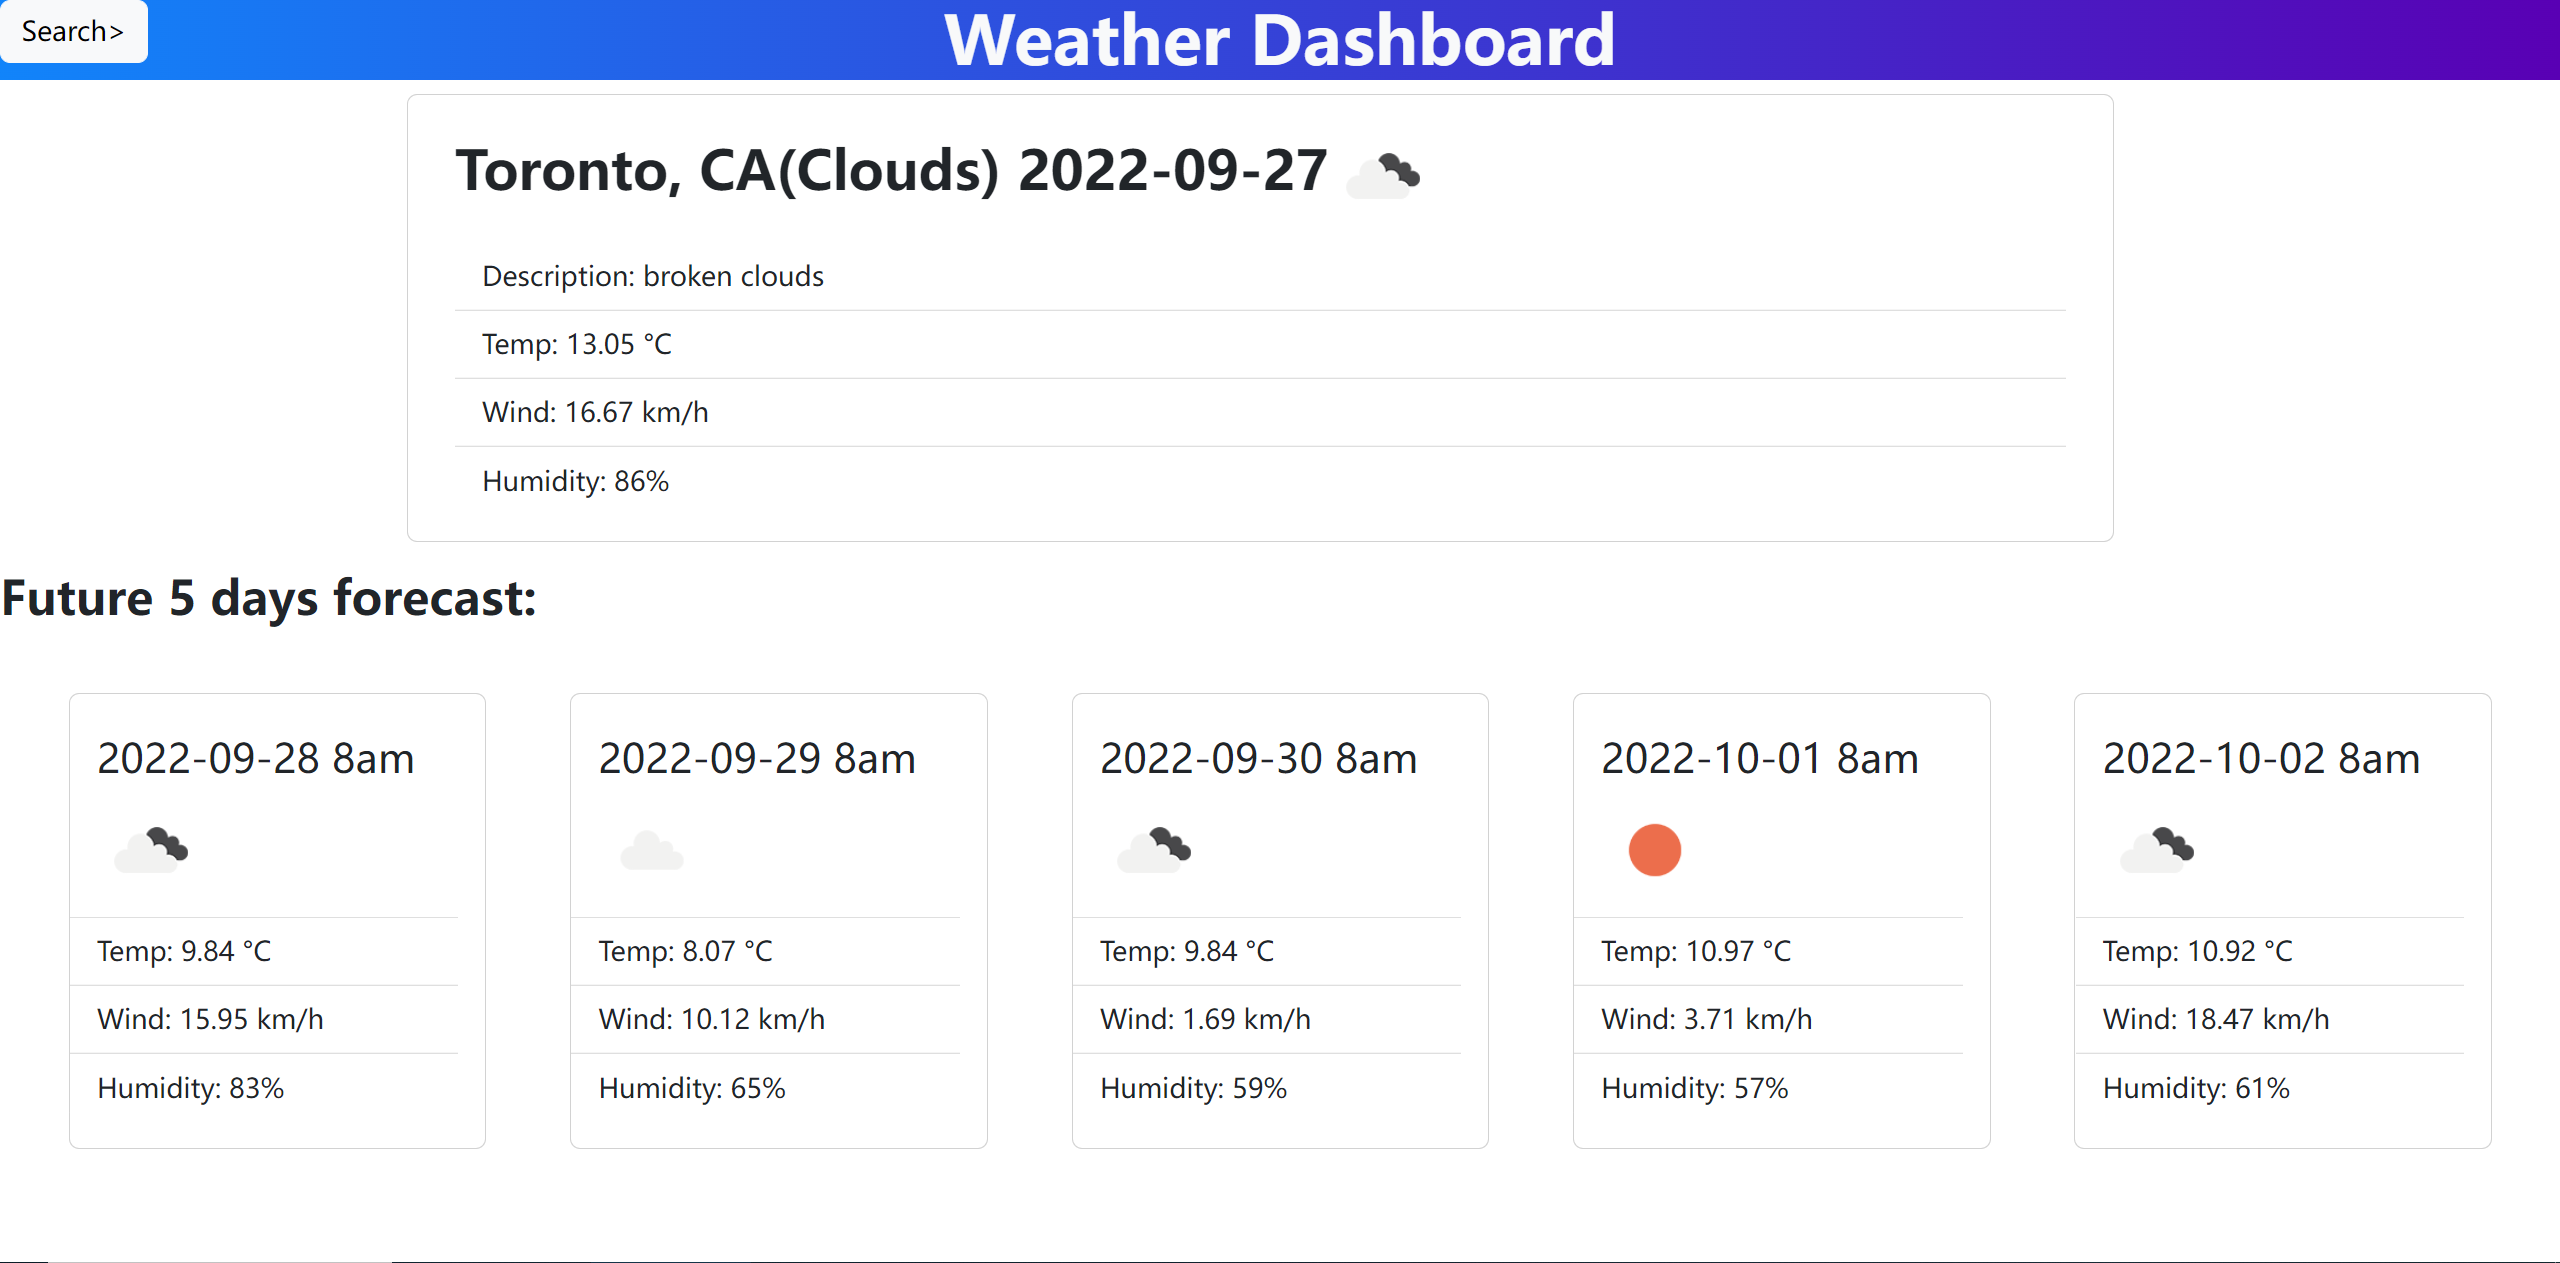 Search>
Weather Dashboard
Toronto, CA(Clouds) 2022-09-27
Description: broken clouds
Temp: 13.05 °C
Wind: 16.67 km/h
Humidity: 86%
Future 5 days forecast:
2022-09-28 8am
Temp: 9.84 °C
Wind: 15.95 km/h
Humidity: 83%
2022-09-29 8am
Temp: 8.07 °C
Wind: 10.12 km/h
Humidity: 65%
2022-09-30 8am
Temp: 9.84 °C
Wind: 1.69 km/h
Humidity: 59%
2022-10-01 8am
Temp: 10.97 °C
Wind: 3.71 km/h
Humidity: 57%
2022-10-02 8am
Temp: 10.92 °C
Wind: 18.47 km/h
Humidity: 61%